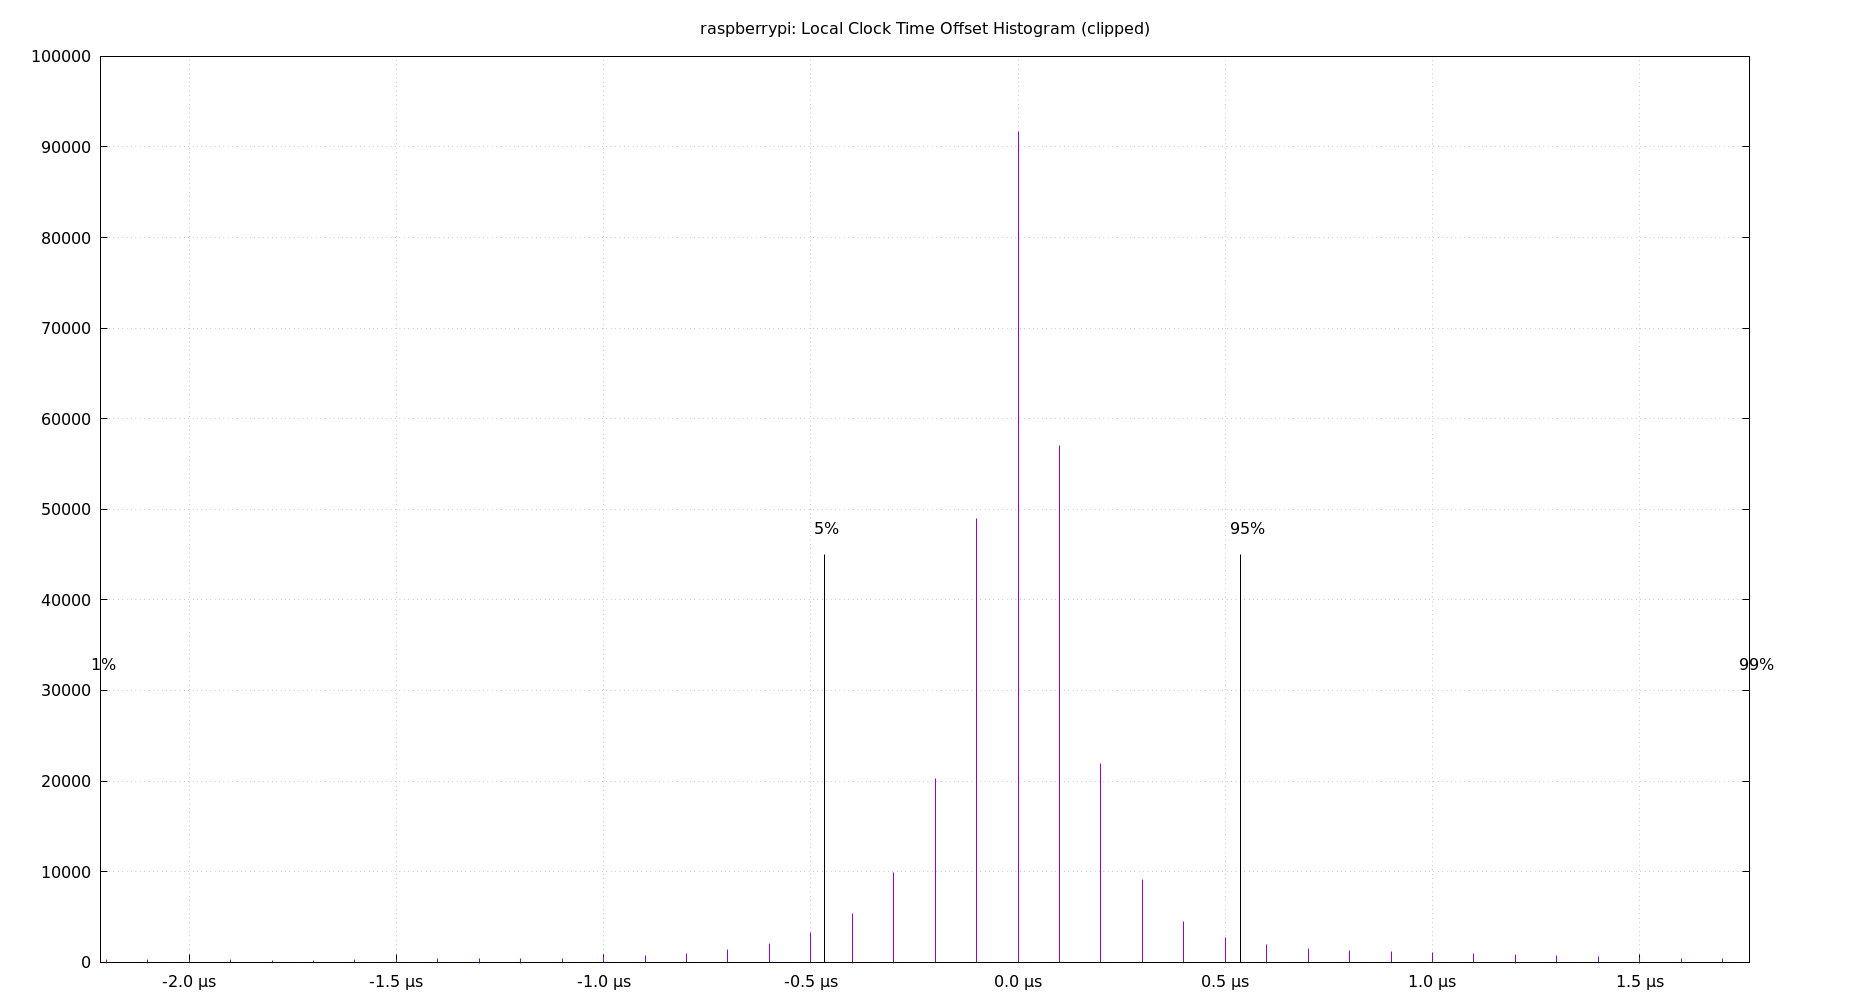 raspberrypi: Local Clock Time Offset Histogram (clipped)
100000
90000
80000
70000
60000
50000
5%
95%
40000
1%
99%
30000
20000
10000
0
-2.0 µs
-1.5 µs
-1.0 µs
-0.5 µs
0.0 µs
0.5 µs
1.0 µs
1.5 µs